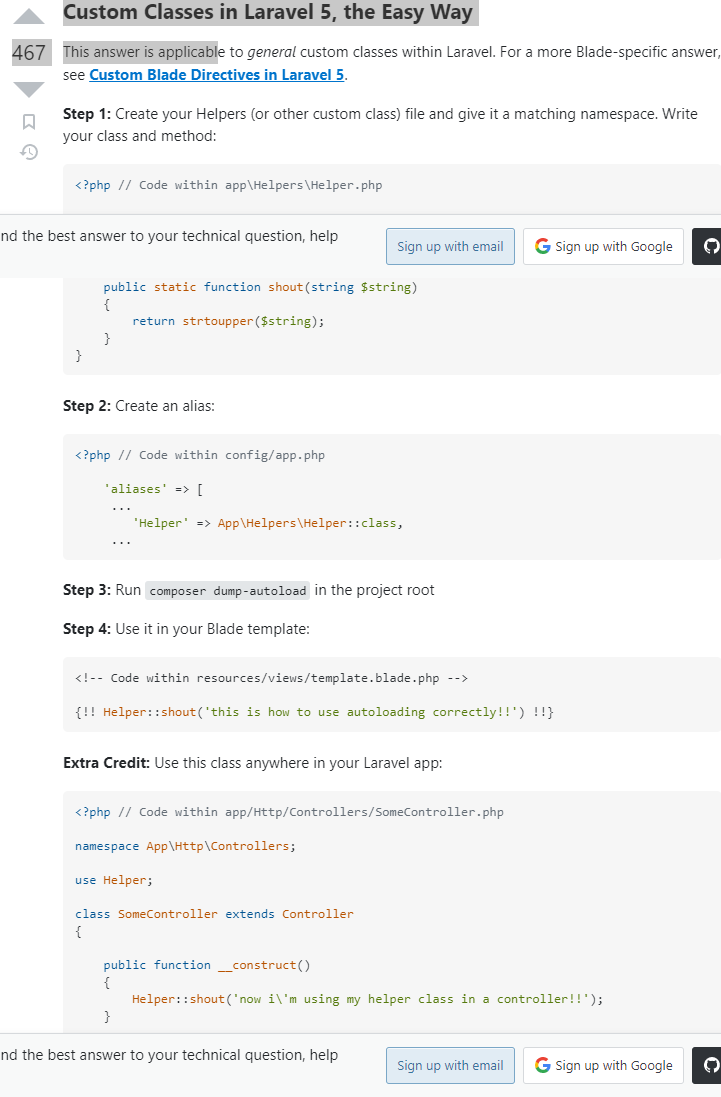 Custom Classes in Laravel 5, the Easy Way
467
This answer is applicable to general custom classes within Laravel. For a more Blade-specific answer,
see Custom Blade Directives in Laravel 5.
Step 1: Create your Helpers (or other custom class) file and give it a matching namespace. Write
your class and method:
<?php // Code within app\Helpers\Helper.php
nd the best answer to your technical question, help
Sign up with email
Sign up with Google
public static function shout(string $string)
{
return strtoupper($string);
}
}
Step 2: Create an alias:
<?php // Code within config/app.php
'aliases' => [
...
'Helper' => App\Helpers\Helper::class,
...
Step 3: Run composer dump-autoload in the project root
Step 4: Use it in your Blade template:
<!-- Code within resources/views/template.blade.php -->
{!! Helper::shout('this is how to use autoloading correctly!!') !!}
Extra Credit: Use this class anywhere in your Laravel app:
<?php // Code within app/Http/Controllers/SomeController.php
namespace App\Http\Controllers;
use Helper;
class SomeController extends Controller
{
public function __construct()
{
Helper::shout('now i\'m using my helper class in a controller!!');
}
nd the best answer to your technical question, help
Sign up with email
Sign up with Google